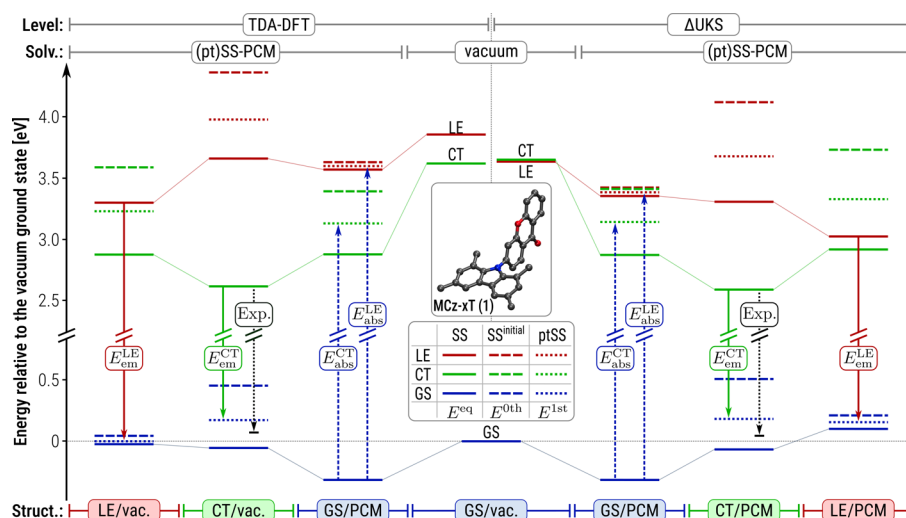 Level: TDA-DFT ΔUKS
Solv.: (pt)SS-PCM vacuum (pt)SS-PCM
Energy relative to the vacuum ground state [eV]
4.0
3.5
3.0
2.5
0.5
0
LE
CT
CT
LE
GS
MCz-xT (1)
Exp. Exp.
E_em^LE E_em^CT E_abs^CT E_abs^LE
E_abs^CT E_abs^LE E_em^CT E_em^LE
SS SS^initial ptSS
LE
CT
GS
E^eq E^0th E^1st
Struct.: LE/vac. CT/vac. GS/PCM GS/vac. GS/PCM CT/PCM LE/PCM